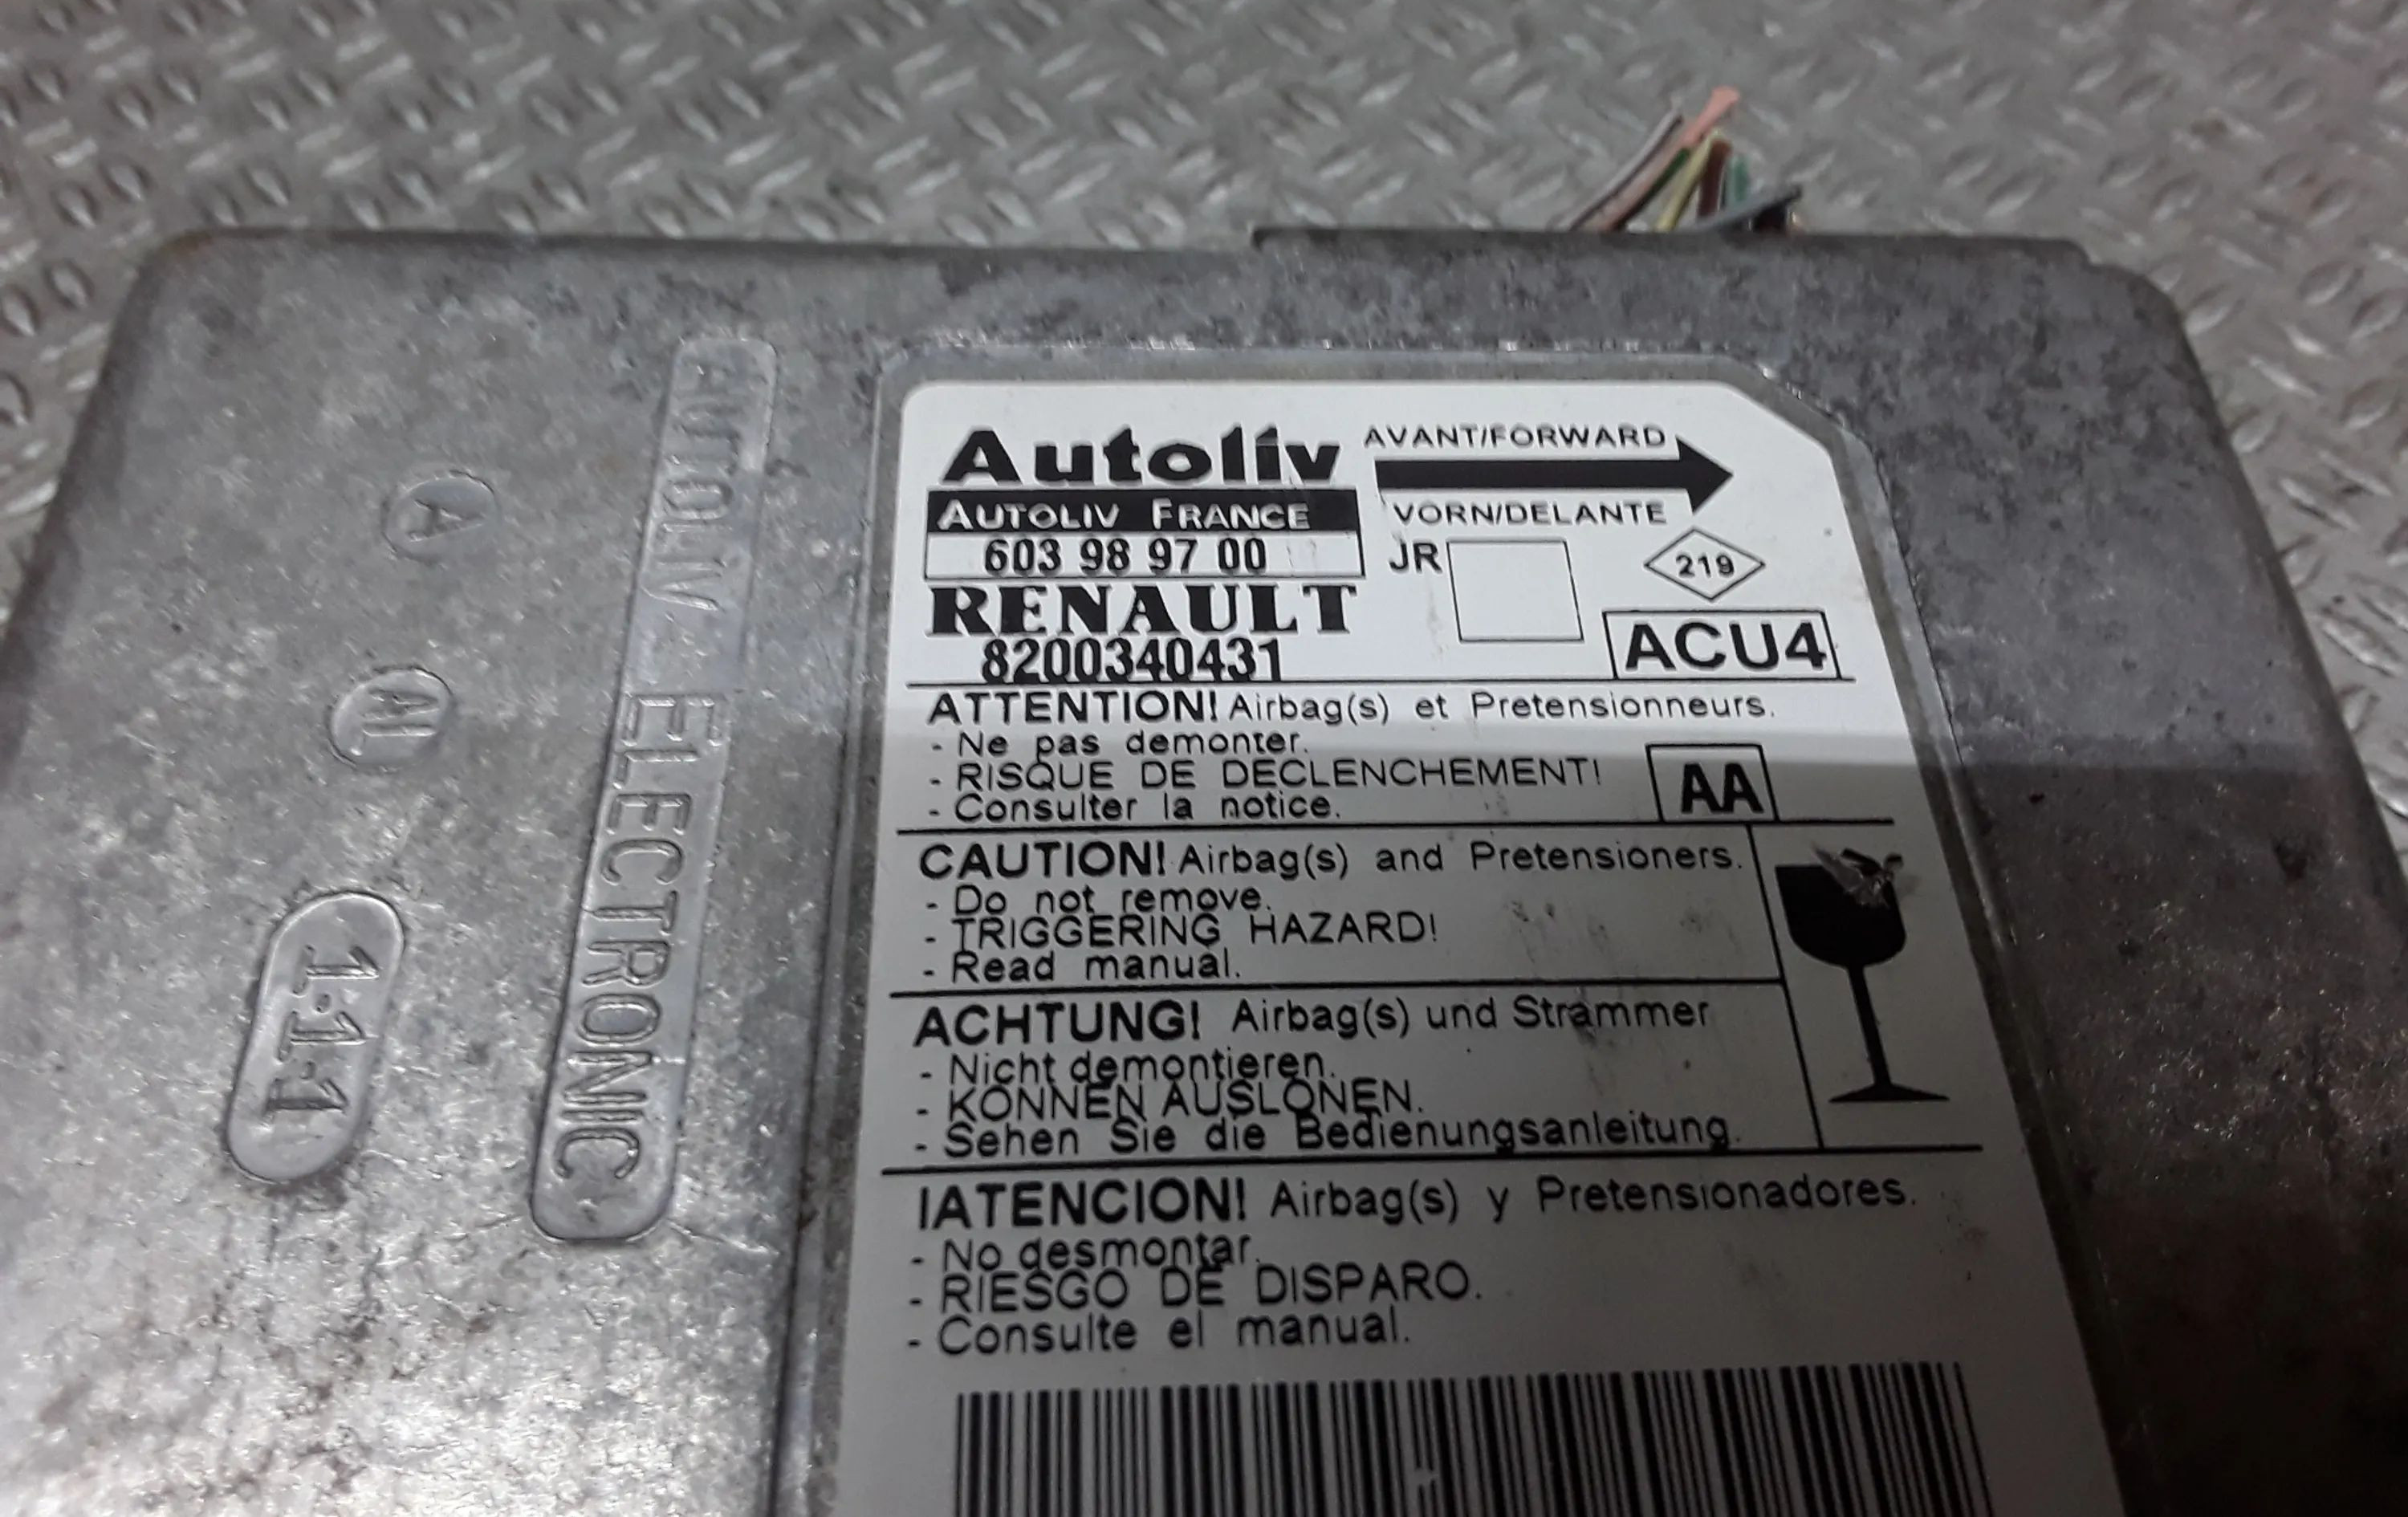 Autoliv
AVANT/FORWARD
AUTOLIV FRANCE
VORN/DELANTE
603 98 97 00
JR
219
RENAULT
8200340431
ACU4
ATTENTION! Airbag(s) et Pretensionneurs.
- Ne pas demonter.
- RISQUE DE DECLENCHEMENT!
- Consulter la notice.
AA
CAUTION! Airbag(s) and Pretensioners.
- Do not remove.
- TRIGGERING HAZARD!
- Read manual.
ACHTUNG! Airbag(s) und Strammer
- Nicht demontieren.
- KÖNNEN AUSLÖNEN.
- Sehen Sie die Bedienungsanleitung.
IATENCION! Airbag(s) y Pretensionadores.
- No desmontar.
- RIESGO DE DISPARO.
- Consulte el manual.
AUTOLIV ELECTRONIC
A
AL
1-1-1